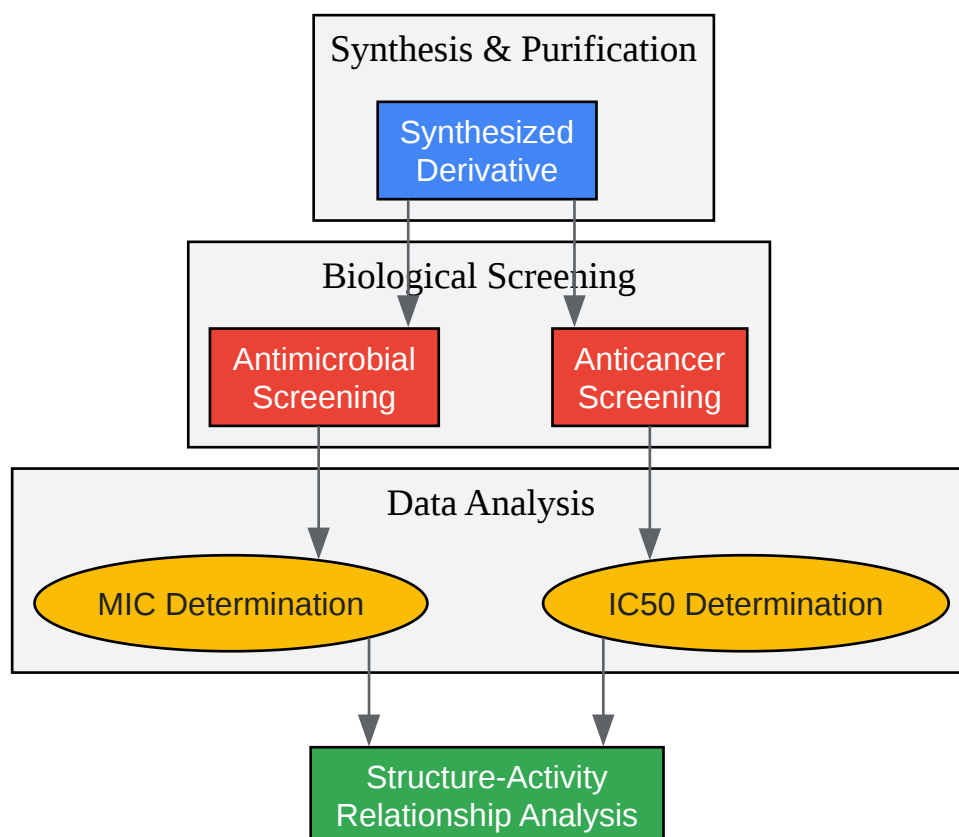 Synthesis & Purification
Synthesized
Derivative
Biological Screening
Antimicrobial
Screening
Anticancer
Screening
Data Analysis
MIC Determination
IC50 Determination
Structure-Activity
Relationship Analysis